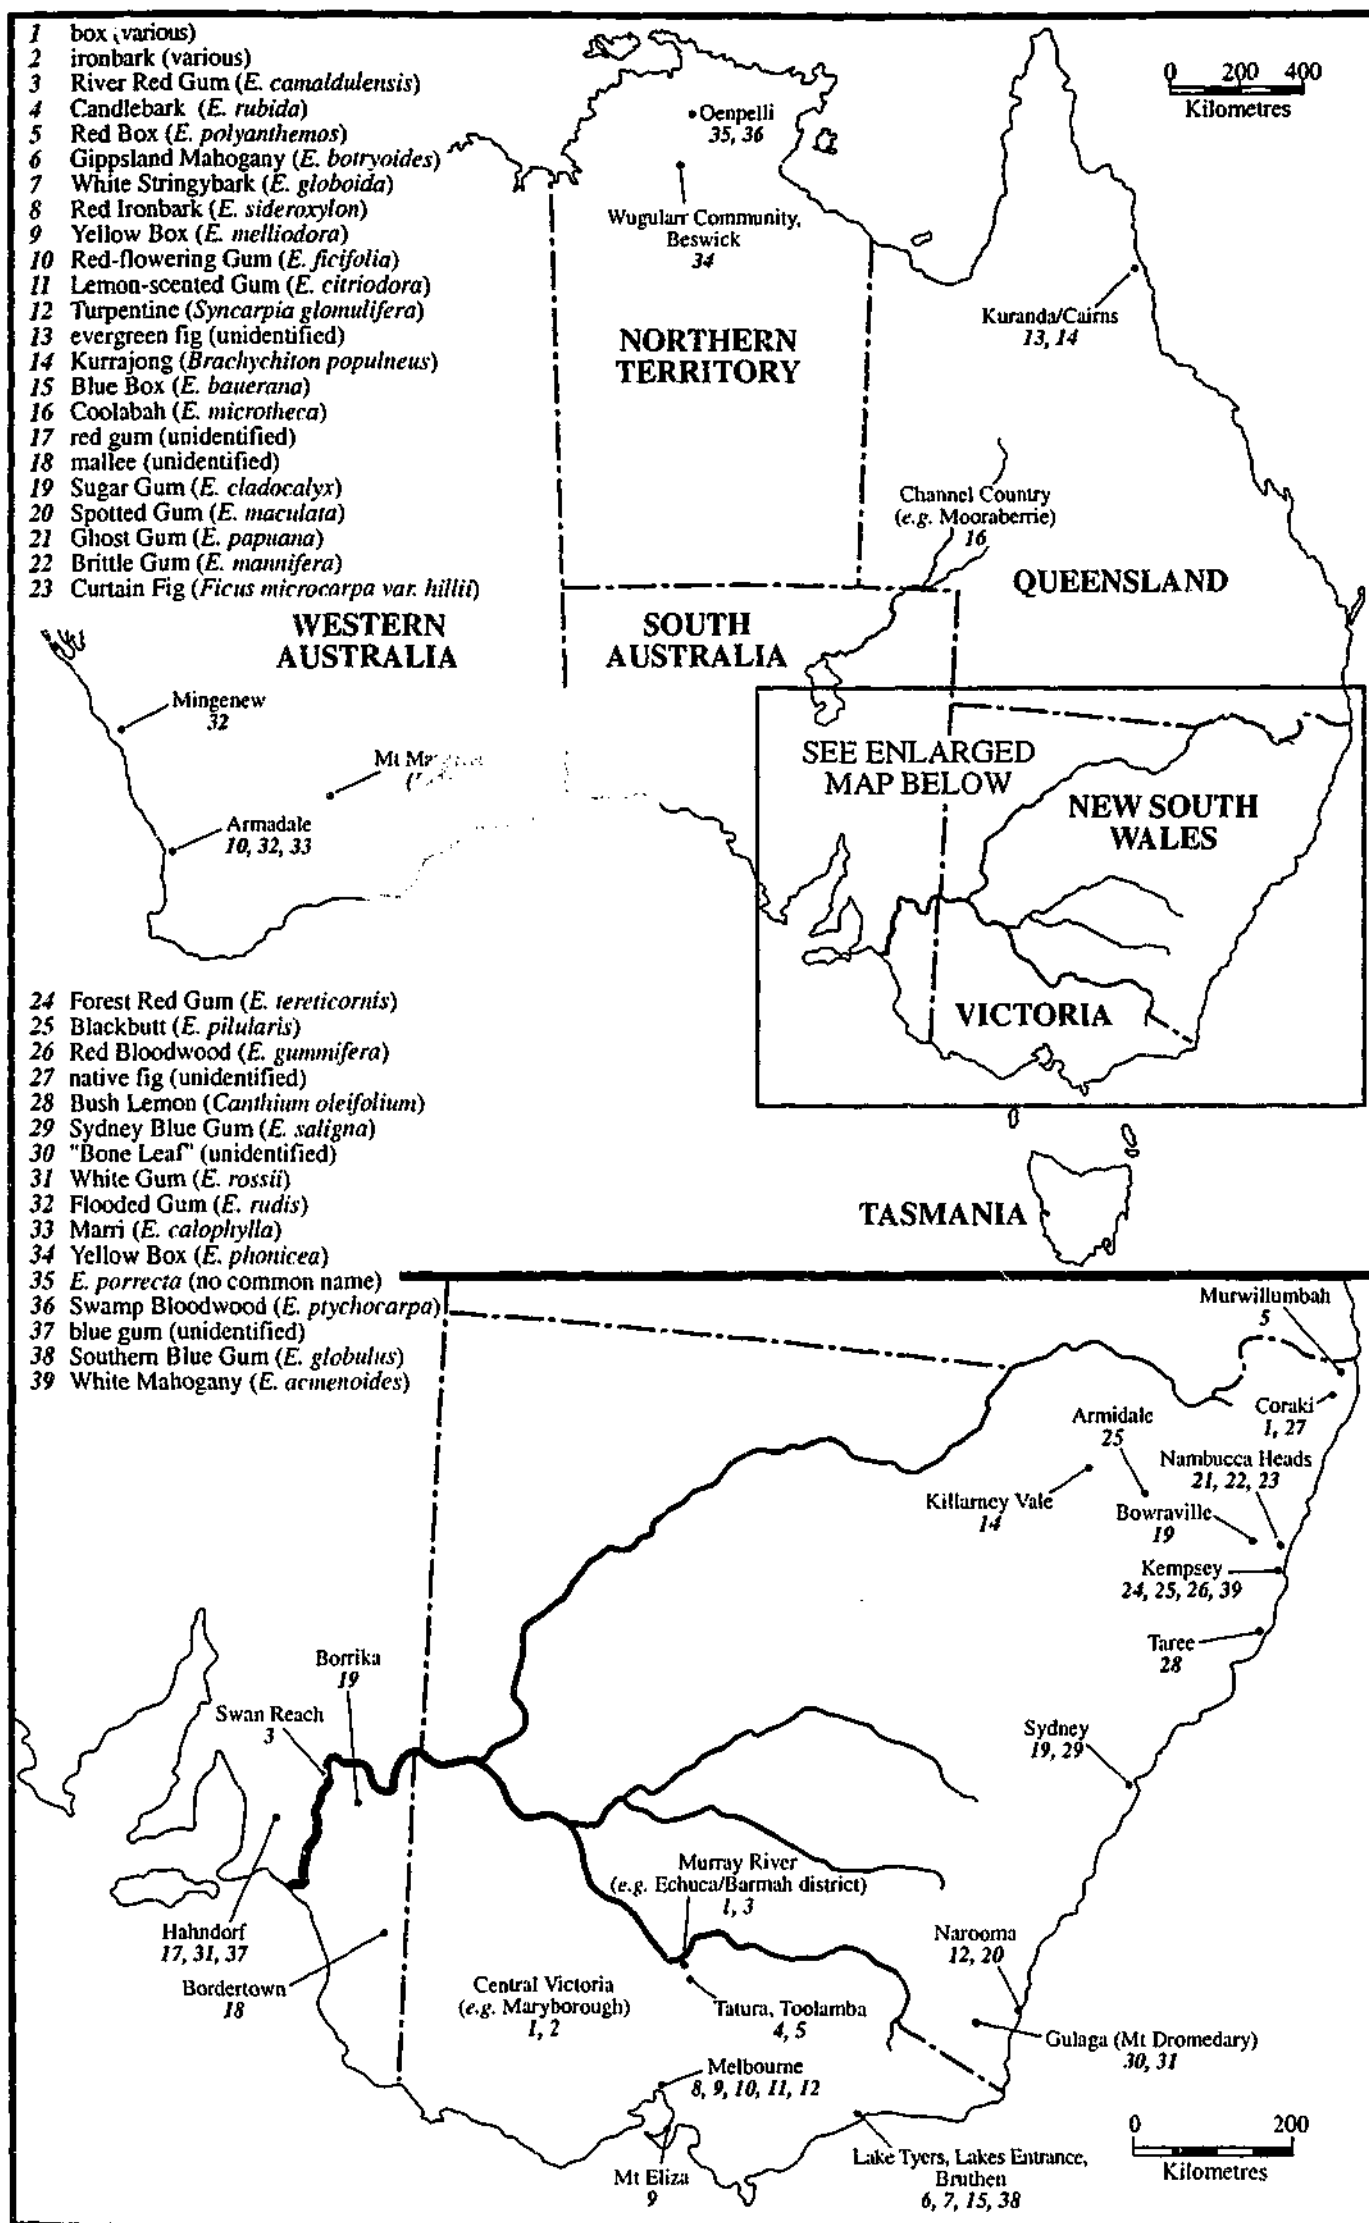 1 box (various)
2 ironbark (various)
3 River Red Gum (E. camaldulensis)
4 Candlebark (E. rubida)
5 Red Box (E. polyanthemos)
6 Gippsland Mahogany (E. botryoides)
7 White Stringybark (E. globoida)
8 Red Ironbark (E. sideroxylon)
9 Yellow Box (E. melliodora)
10 Red-flowering Gum (E. ficifolia)
11 Lemon-scented Gum (E. citriodora)
12 Turpentine (Syncarpia glomulifera)
13 evergreen fig (unidentified)
14 Kurrajong (Brachychiton populneus)
15 Blue Box (E. bauerana)
16 Coolabah (E. microtheca)
17 red gum (unidentified)
18 mallee (unidentified)
19 Sugar Gum (E. cladocalyx)
20 Spotted Gum (E. maculata)
21 Ghost Gum (E. papuana)
22 Brittle Gum (E. mannifera)
23 Curtain Fig (Ficus microcarpa var. hillii)
0 200 400
Kilometres
Oenpelli
35, 36
Wugularr Community,
Beswick
34
NORTHERN
TERRITORY
Kuranda/Cairns
13, 14
Channel Country
(e.g. Mooraberrie)
16
QUEENSLAND
WESTERN
AUSTRALIA
SOUTH
AUSTRALIA
Mingenew
32
Mt
Armadale
10, 32, 33
SEE ENLARGED
MAP BELOW
NEW SOUTH
WALES
VICTORIA
TASMANIA
24 Forest Red Gum (E. tereticornis)
25 Blackbutt (E. pilularis)
26 Red Bloodwood (E. gummifera)
27 native fig (unidentified)
28 Bush Lemon (Canthium oleifolium)
29 Sydney Blue Gum (E. saligna)
30 "Bone Leaf" (unidentified)
31 White Gum (E. rossii)
32 Flooded Gum (E. rudis)
33 Marri (E. calophylla)
34 Yellow Box (E. phonicea)
35 E. porrecta (no common name)
36 Swamp Bloodwood (E. ptychocarpa)
37 blue gum (unidentified)
38 Southern Blue Gum (E. globulus)
39 White Mahogany (E. acmenoides)
Murwillumbah
5
Coraki
1, 27
Armidale
25
Nambucca Heads
21, 22, 23
Killarney Vale
14
Bowraville
19
Kempsey
24, 25, 26, 39
Taree
28
Borrika
19
Swan Reach
3
Sydney
19, 29
Murray River
(e.g. Echuca/Barmah district)
1, 3
Hahndorf
17, 31, 37
Narooma
12, 20
Bordertown
18
Central Victoria
(e.g. Maryborough)
1, 2
Tatura, Toolamba
4, 5
Gulaga (Mt Dromedary)
30, 31
Melbourne
8, 9, 10, 11, 12
Mt Eliza
9
Lake Tyers, Lakes Entrance,
Bruthen
6, 7, 15, 38
0 200
Kilometres